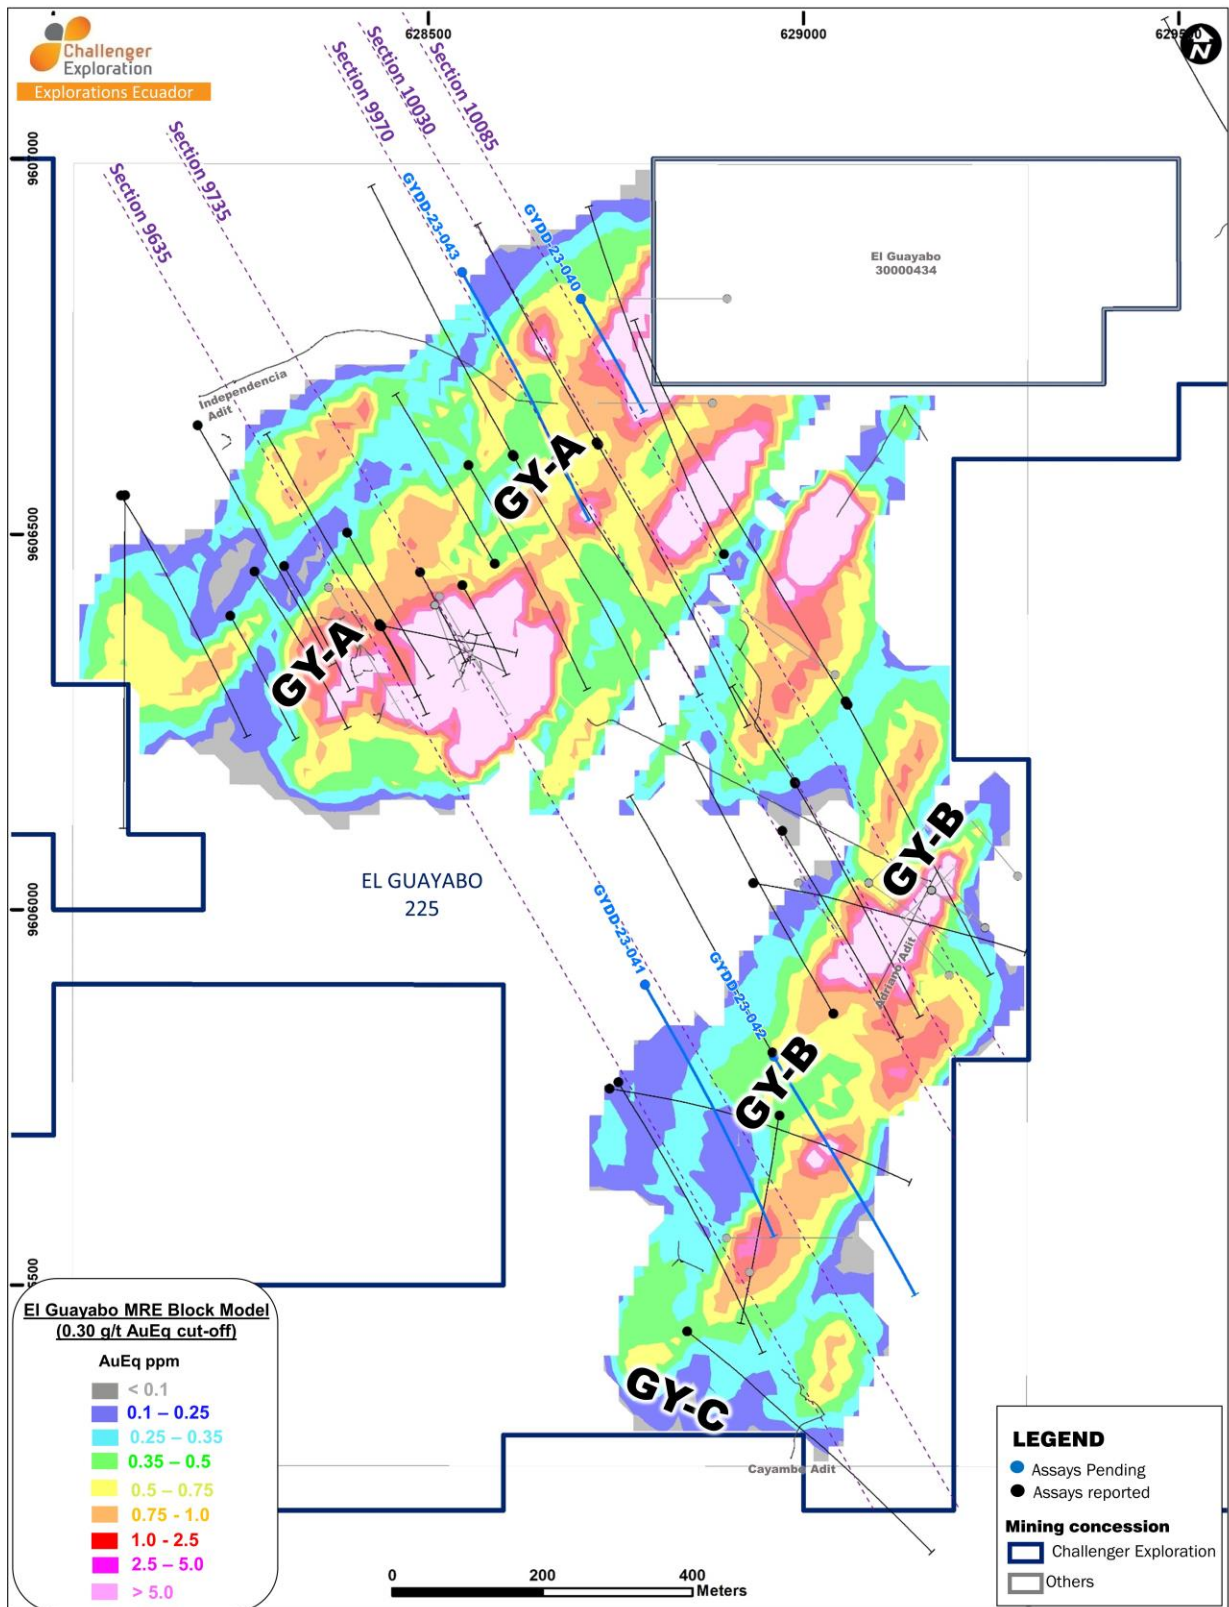 Challenger
Exploration
Explorations Ecuador
628500
629000
Section 9970
Section 10030
Section 10085
Section 9735
Section 9635
9607000
GYDD-23-043
GYDD-23-040
El Guayabo
30000434
Independencia
Adit
GY-A
9606500
GY-A
GY-B
EL GUAYABO
225
9606000
GYDD-23-041
GYDD-23-042
Adriano Adit
GY-B
GY-C
Cayambe Adit
El Guayabo MRE Block Model
(0.30 g/t AuEq cut-off)
AuEq ppm
< 0.1
0.1 – 0.25
0.25 – 0.35
0.35 – 0.5
0.5 – 0.75
0.75 - 1.0
1.0 - 2.5
2.5 – 5.0
> 5.0
0
200
400
Meters
LEGEND
Assays Pending
Assays reported
Mining concession
Challenger Exploration
Others
N